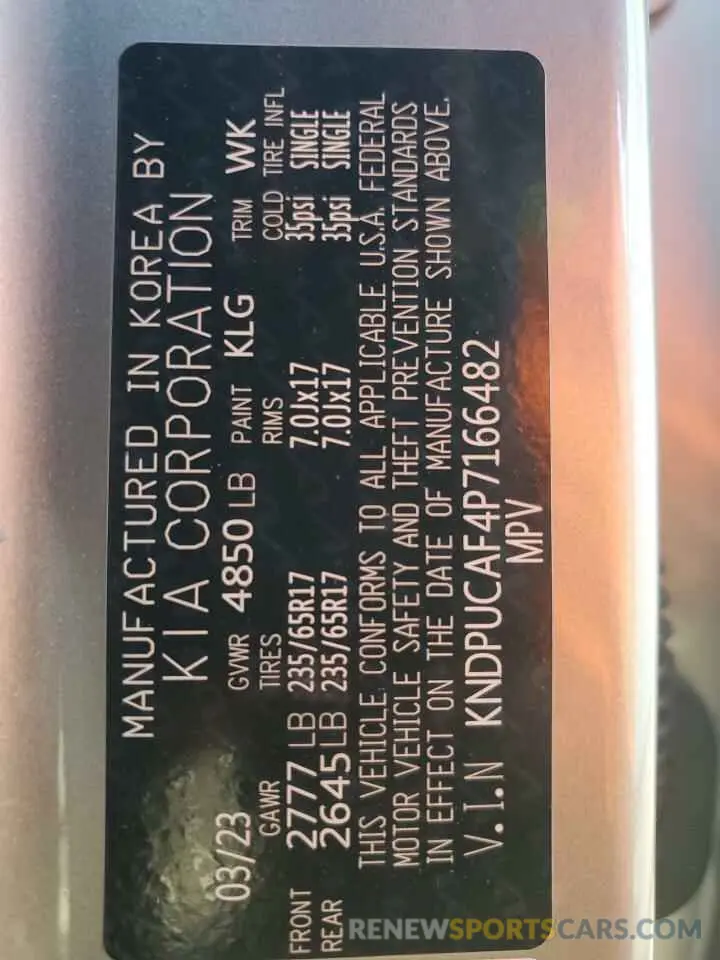 MANUFACTURED IN KOREA BY
KIA CORPORATION
03/23 GVWR 4850 LB PAINT KLG TRIM WK
GAWR TIRES RIMS COLD TIRE INFL
FRONT 2777 LB 235/65R17 7.0Jx17 35psi SINGLE
REAR 2645 LB 235/65R17 7.0Jx17 35psi SINGLE
THIS VEHICLE CONFORMS TO ALL APPLICABLE U.S.A. FEDERAL
MOTOR VEHICLE SAFETY AND THEFT PREVENTION STANDARDS
IN EFFECT ON THE DATE OF MANUFACTURE SHOWN ABOVE.
V.I.N KNDPUCAF4P7166482
MPV
RENEWSPORTSCARS.COM